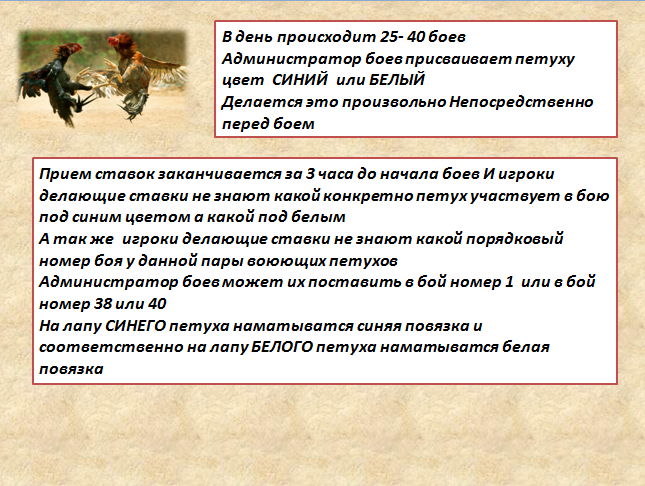 В день происходит 25- 40 боев
Администратор боев присваивает петуху
цвет СИНИЙ или БЕЛЫЙ
Делается это произвольно Непосредственно
перед боем
Прием ставок заканчивается за 3 часа до начала боев И игроки
делающие ставки не знают какой конкретно петух участвует в бою
под синим цветом а какой под белым
А так же игроки делающие ставки не знают какой порядковый
номер боя у данной пары воюющих петухов
Администратор боев может их поставить в бой номер 1 или в бой
номер 38 или 40
На лапу СИНЕГО петуха наматыватся синяя повязка и
соответственно на лапу БЕЛОГО петуха наматыватся белая
повязка